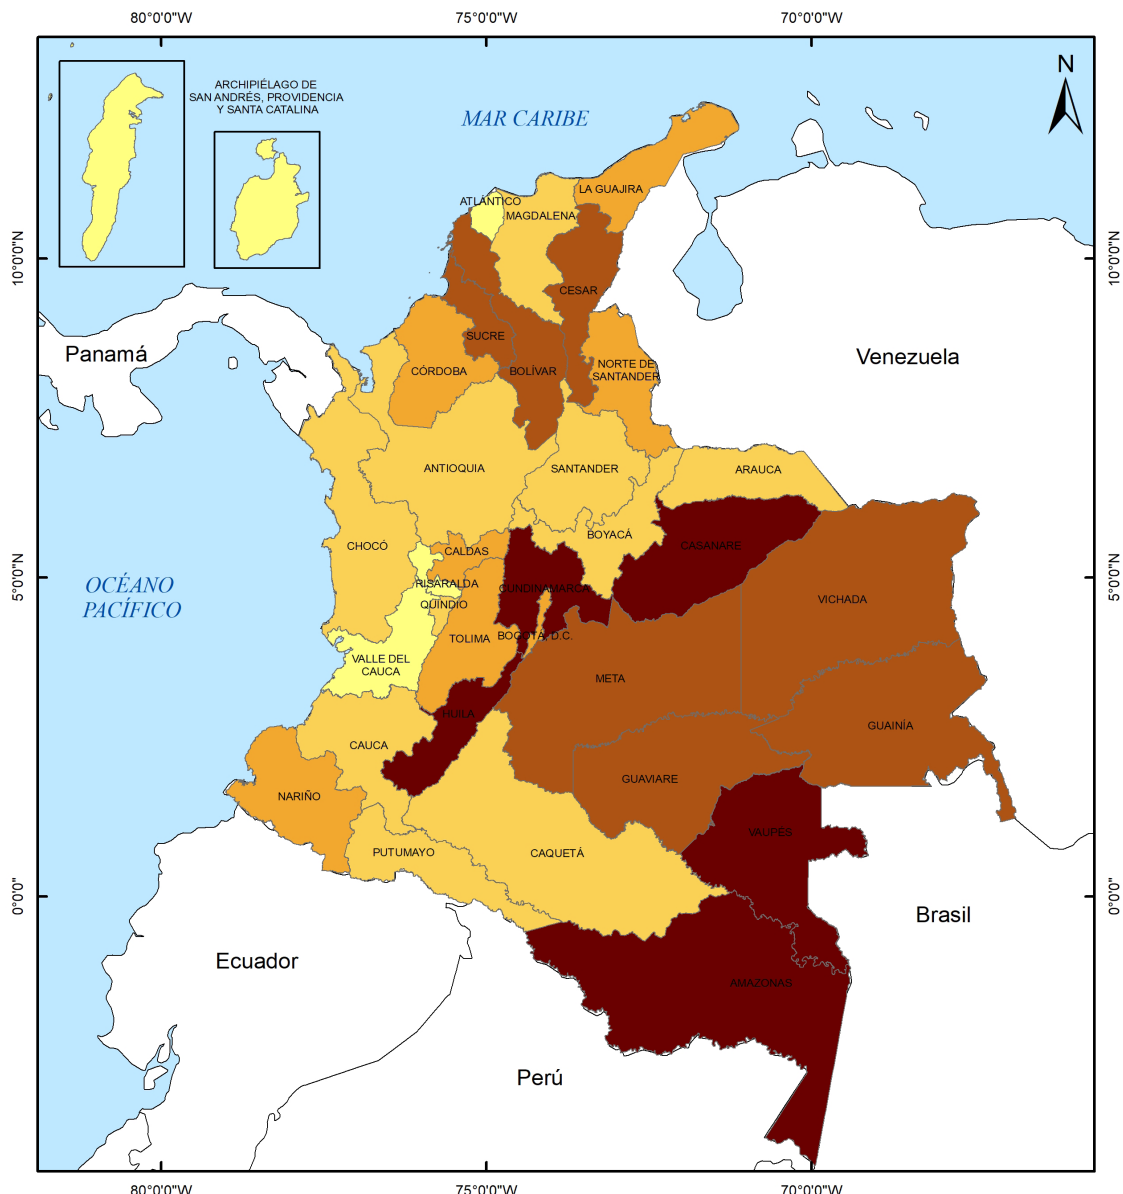 80°0'0"W
75°0'0"W
70°0'0"W
N
ARCHIPIÉLAGO DE
SAN ANDRÉS, PROVIDENCIA
Y SANTA CATALINA
MAR CARIBE
LA GUAJIRA
ATLÁNTICO
MAGDALENA
10°0'0"N
10°0'0"N
CESAR
SUCRE
Panamá
Venezuela
CÓRDOBA
BOLÍVAR
NORTE DE
SANTANDER
ANTIOQUIA
SANTANDER
ARAUCA
BOYACÁ
CHOCÓ
CALDAS
CASANARE
5°0'0"N
5°0'0"N
OCÉANO
PACÍFICO
RISARALDA
CUNDINAMARCA
VICHADA
QUINDÍO
TOLIMA
BOGOTÁ, D.C.
VALLE DEL
CAUCA
META
HUILA
GUAINÍA
CAUCA
GUAVIARE
NARIÑO
VAUPÉS
PUTUMAYO
CAQUETÁ
0°0'0"
0°0'0"
Brasil
Ecuador
AMAZONAS
Perú
80°0'0"W
75°0'0"W
70°0'0"W